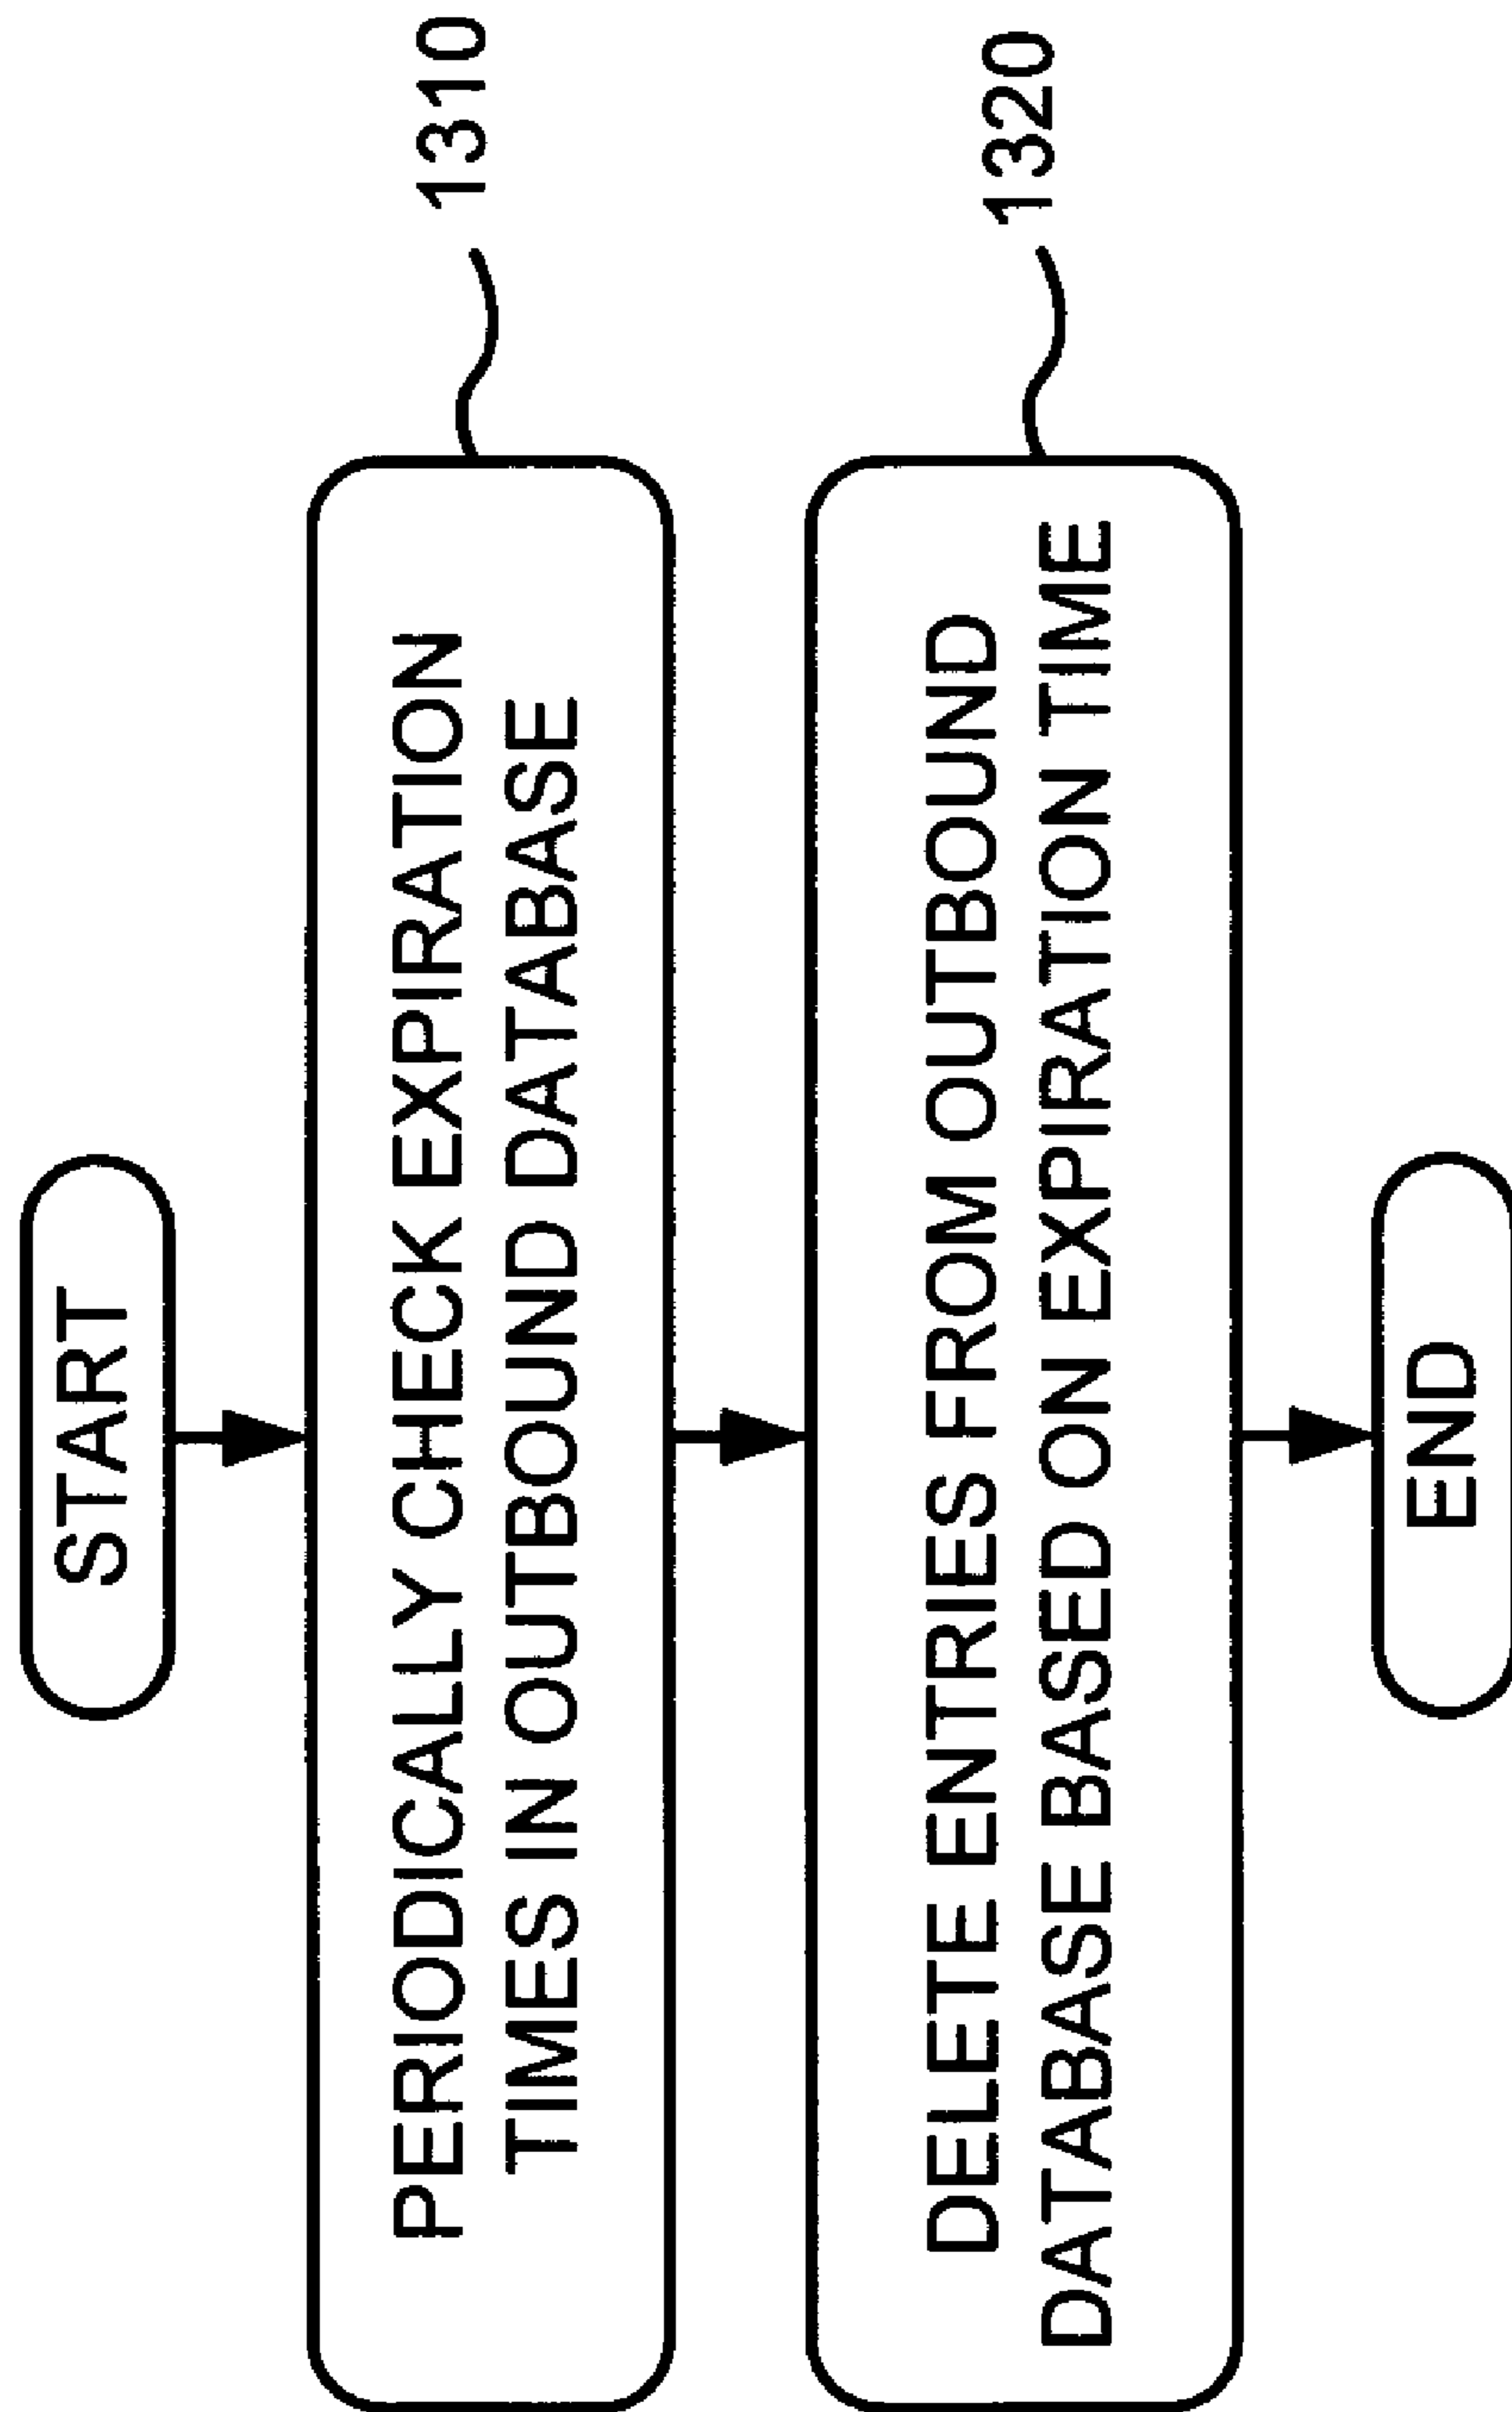 START
PERIODICALLY CHECK EXPIRATION
TIMES IN OUTBOUND DATABASE
1310
DELETE ENTRIES FROM OUTBOUND
DATABASE BASED ON EXPIRATION TIME
1320
END